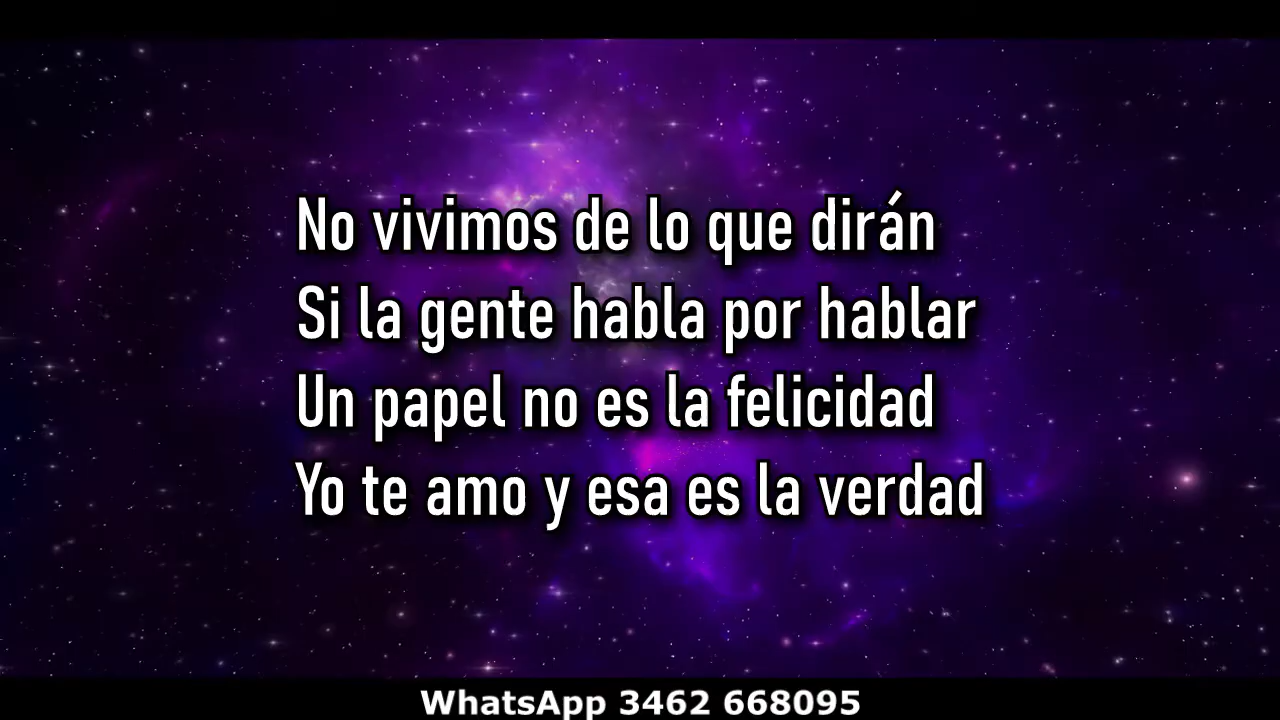 No vivimos de lo que dirán
Si la gente habla por hablar
Un papel no es la felicidad
Yo te amo y esa es la verdad
WhatsApp 3462 668095